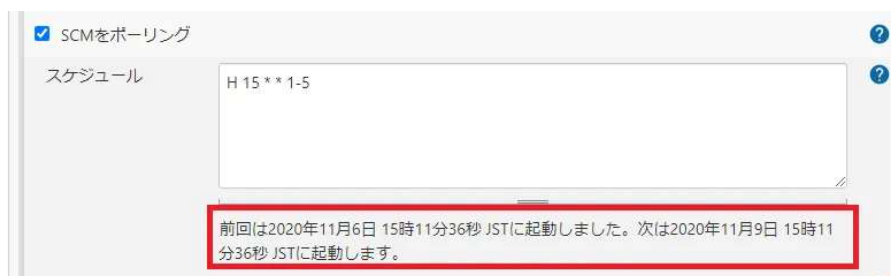 SCMをポーリング
スケジュール
H 15 * * 1-5
前回は2020年11月6日 15時11分36秒 JSTに起動しました。次は2020年11月9日 15時11
分36秒 JSTに起動します。